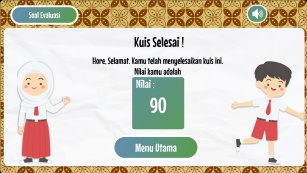 Soal Evaluasi
Kuis Selesai !
Hore, Selamat. Kamu telah menyelesaikan kuis ini.
Nilai kamu adalah
Nilai :
90
Menu Utama